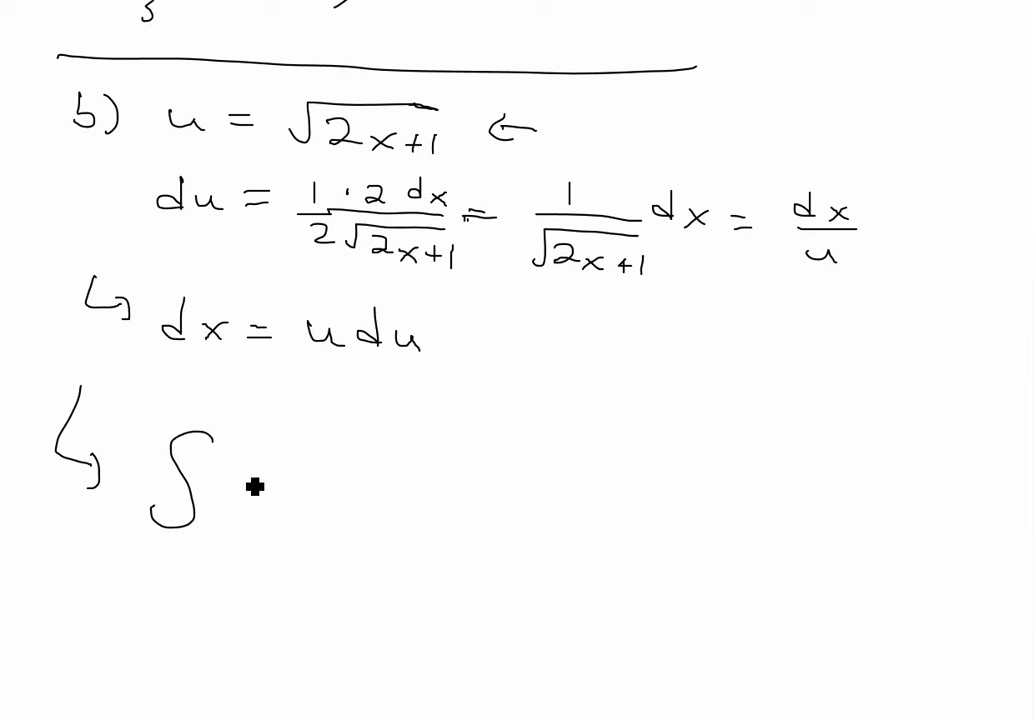 b) u = √(2x+1) ←
du = (1 · 2 dx)/(2√(2x+1)) = 1/√(2x+1) dx = dx/u
↳ dx = u du
↳ ∫